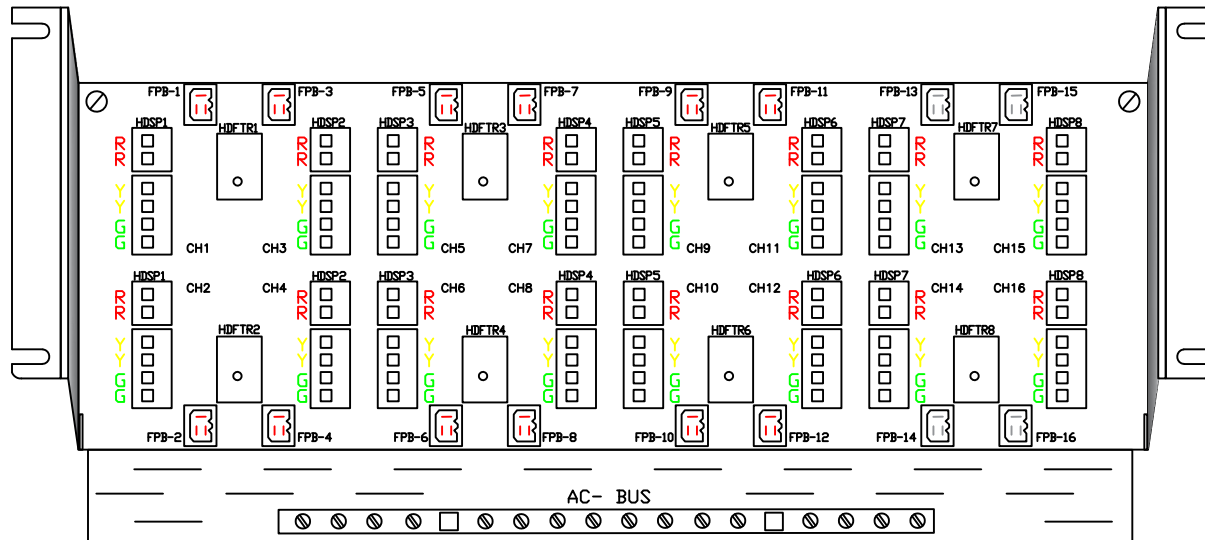 FPB-1 FPB-3 FPB-5 FPB-7 FPB-9 FPB-11 FPB-13 FPB-15
HDSP1 HDFTR1 HDSP2 HDSP3 HDFTR3 HDSP4 HDSP5 HDFTR5 HDSP6 HDSP7 HDFTR7 HDSP8
R R R R R R R R
R R R R R R R R
Y Y Y Y Y Y Y Y
Y Y Y Y Y Y Y Y
G G G G G G G G
G G G G G G G G
CH1 CH3 CH5 CH7 CH9 CH11 CH13 CH15
HDSP1 HDSP2 HDSP3 HDSP4 HDSP5 HDSP6 HDSP7 HDSP8
CH2 CH4 CH6 CH8 CH10 CH12 CH14 CH16
R R R R R R R R
R R R R R R R R
HDFTR2 HDFTR4 HDFTR6 HDFTR8
Y Y Y Y Y Y Y Y
Y Y Y Y Y Y Y Y
G G G G G G G G
G G G G G G G G
FPB-2 FPB-4 FPB-6 FPB-8 FPB-10 FPB-12 FPB-14 FPB-16
AC- BUS